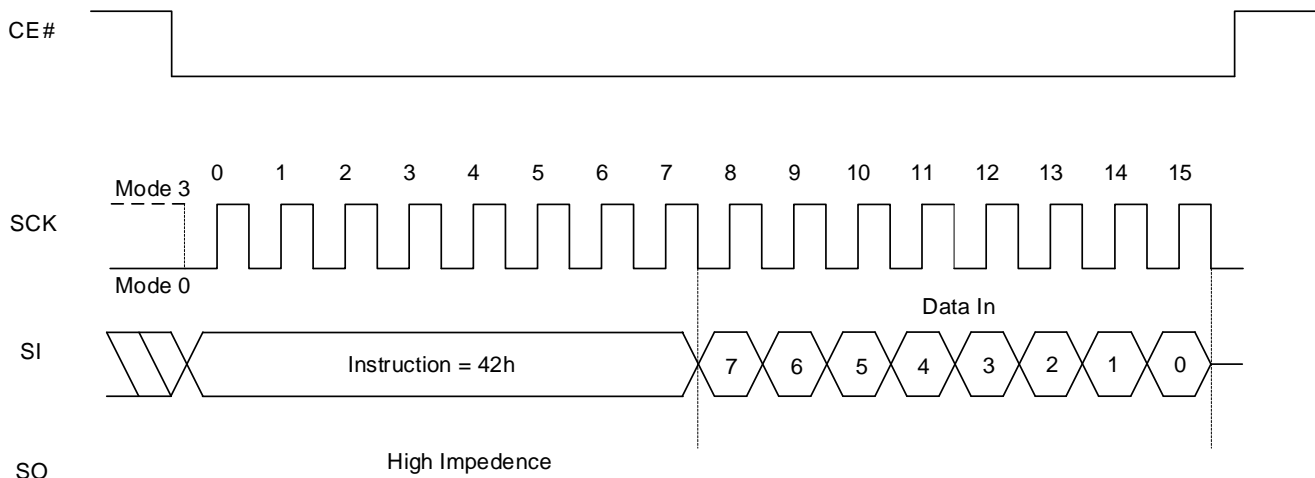 CE#
0 1 2 3 4 5 6 7 8 9 10 11 12 13 14 15
Mode 3
SCK
Mode 0
Data In
SI
Instruction = 42h
7 6 5 4 3 2 1 0
High Impedence
SO